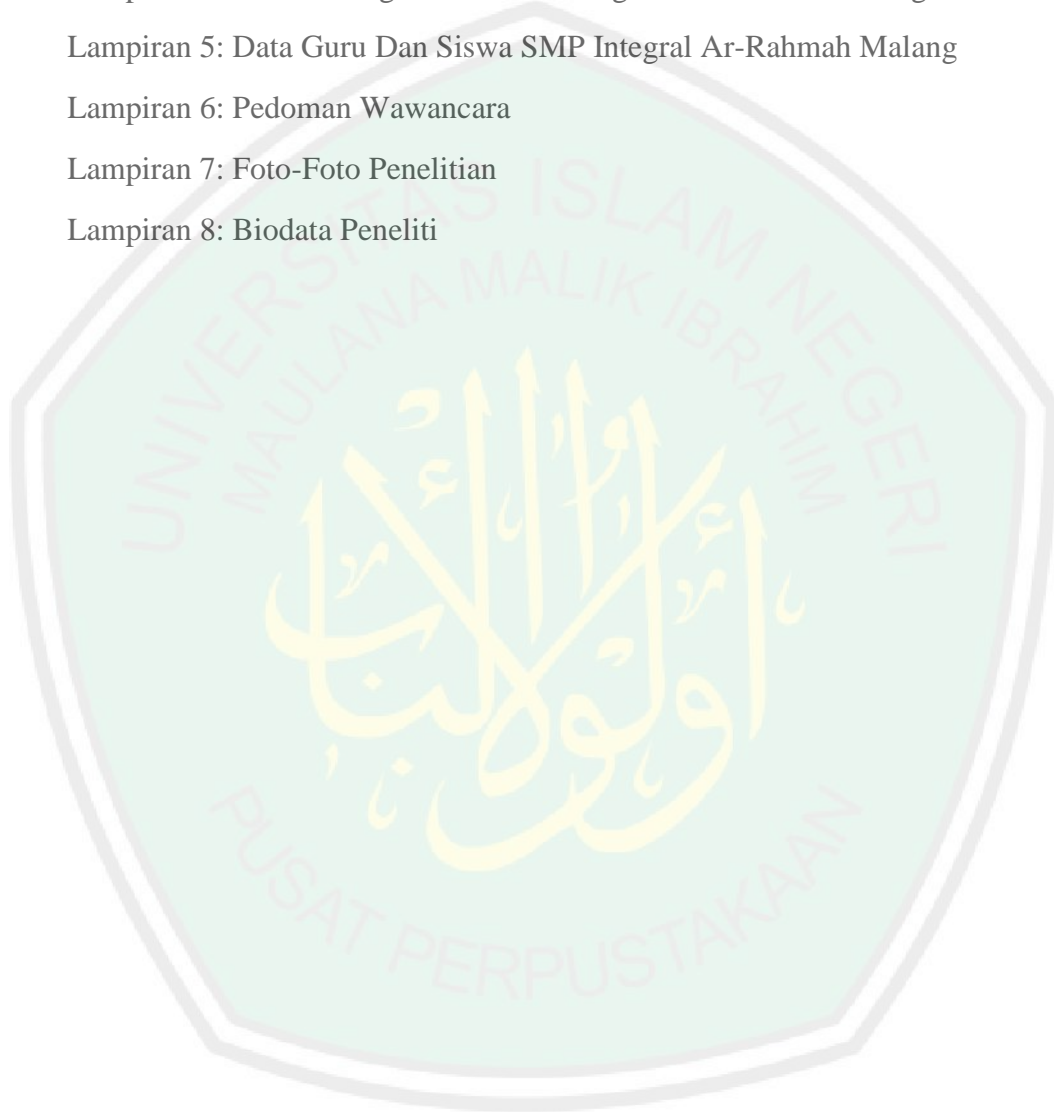 Lampiran 5: Data Guru Dan Siswa SMP Integral Ar-Rahmah Malang
Lampiran 6: Pedoman Wawancara
Lampiran 7: Foto-Foto Penelitian
Lampiran 8: Biodata Peneliti
UNIVERSITAS ISLAM NEGERI
MAULANA MALIK IBRAHIM
أولو الألباب
PUSAT PERPUSTAKAAN